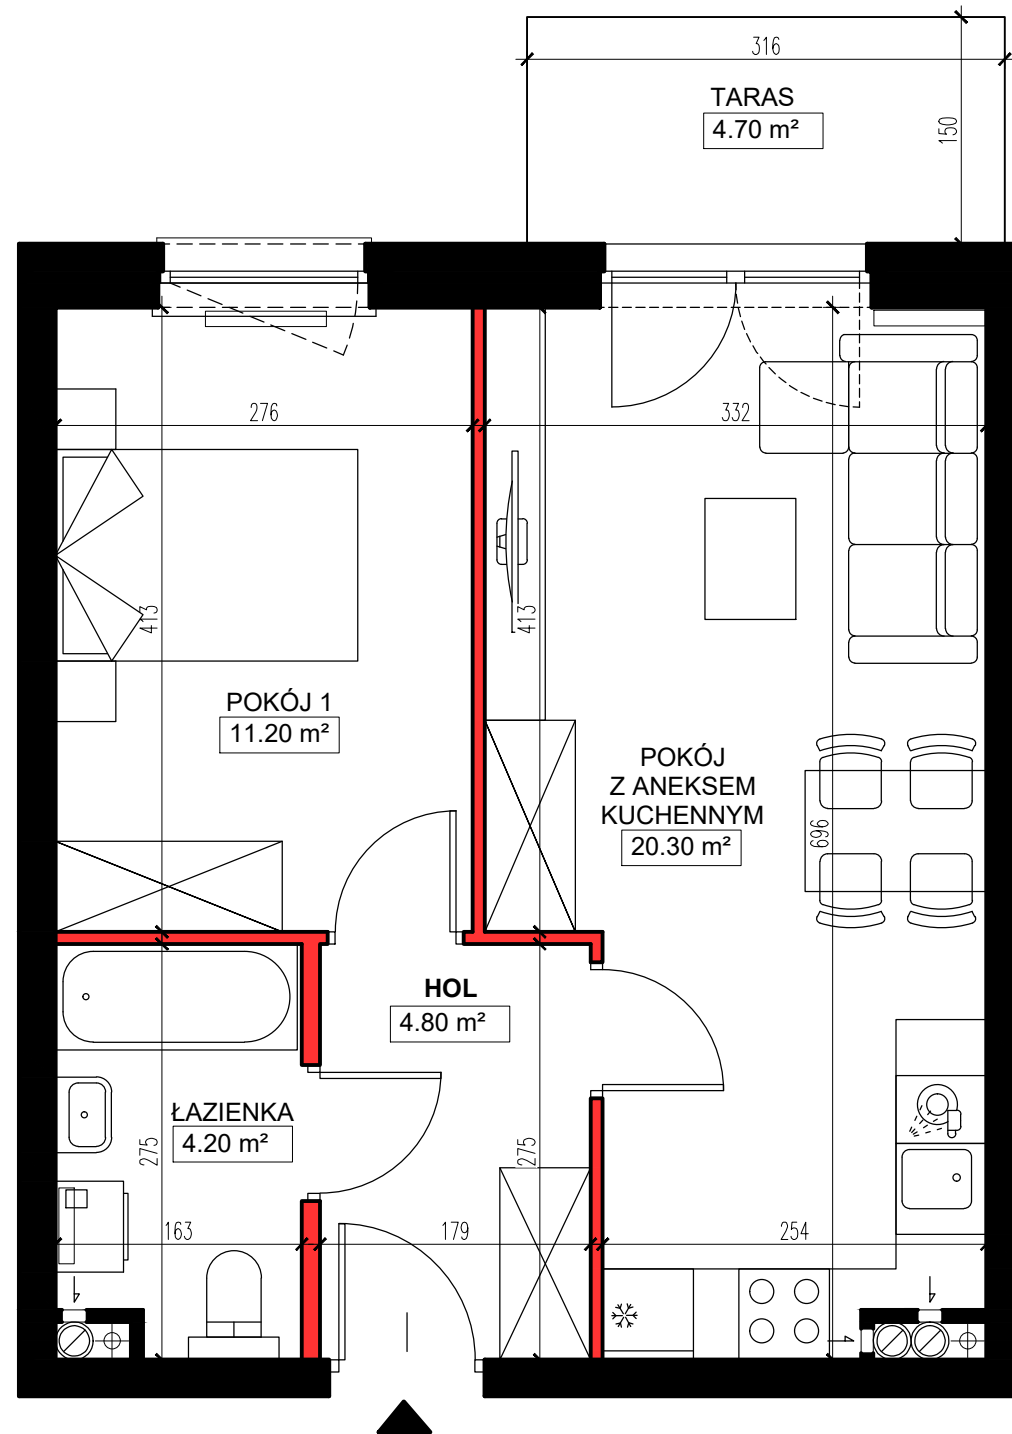 316
TARAS
4.70 m²
150
276
332
413
413
POKÓJ 1
11.20 m²
POKÓJ
Z ANEKSEM
KUCHENNYM
20.30 m²
696
HOL
4.80 m²
ŁAZIENKA
4.20 m²
275
275
163
179
254